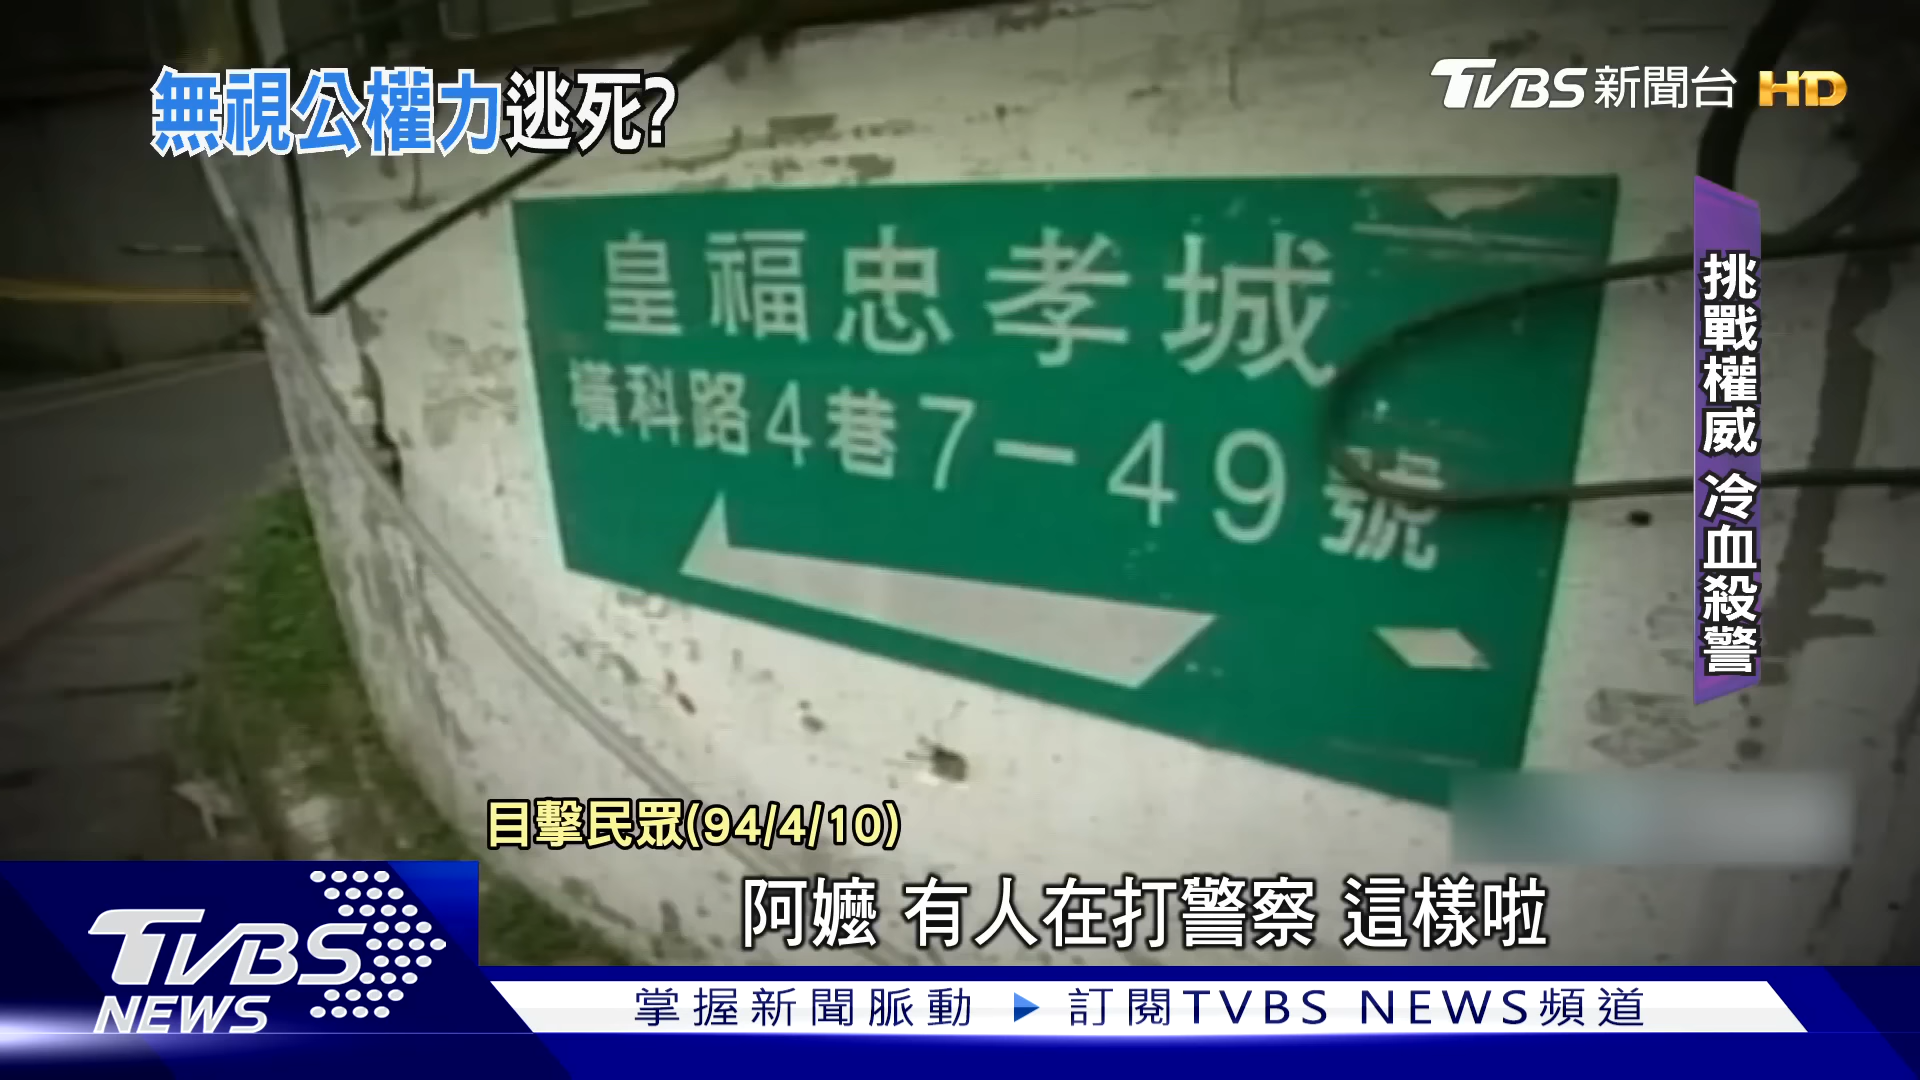 無視公權力逃死?
TVBS新聞台 HD
挑戰權威 冷血殺警
皇福忠孝城
橫科路4巷7-49號
目擊民眾(94/4/10)
阿嬤 有人在打警察 這樣啦
TVBS
NEWS
掌握新聞脈動 ▶ 訂閱TVBS NEWS頻道